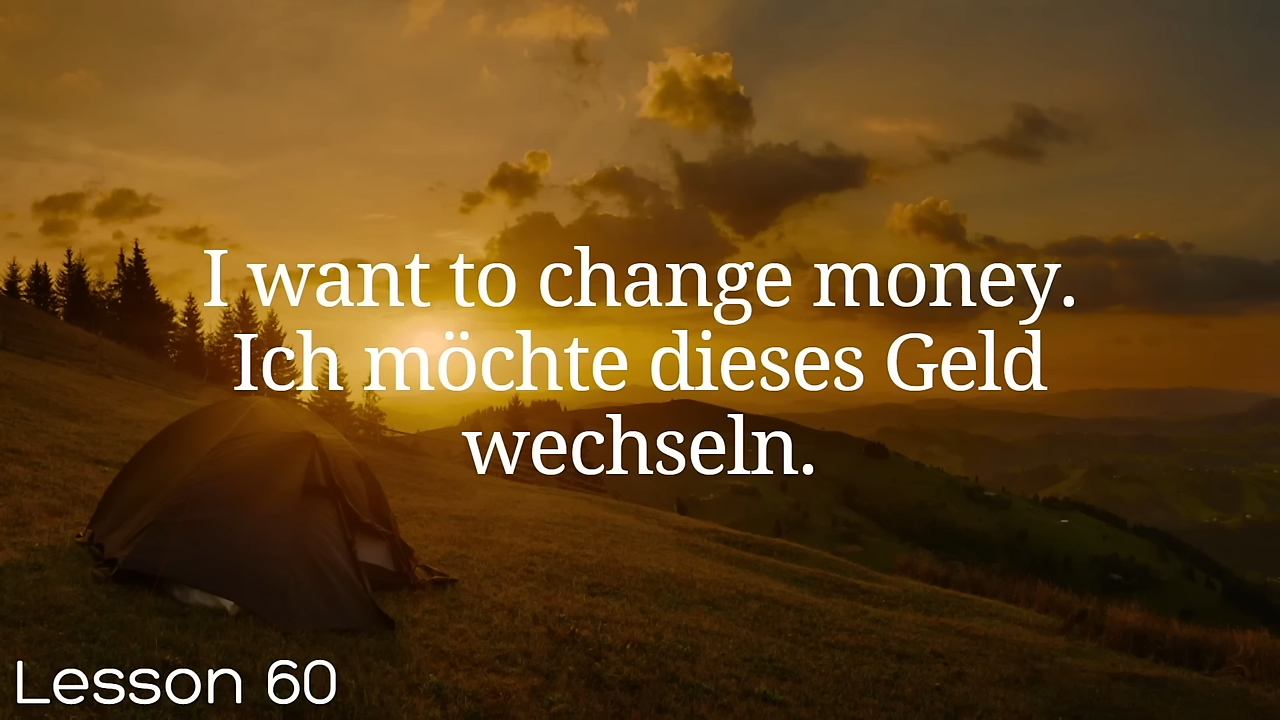 I want to change money.
Ich möchte dieses Geld
wechseln.
Lesson 60